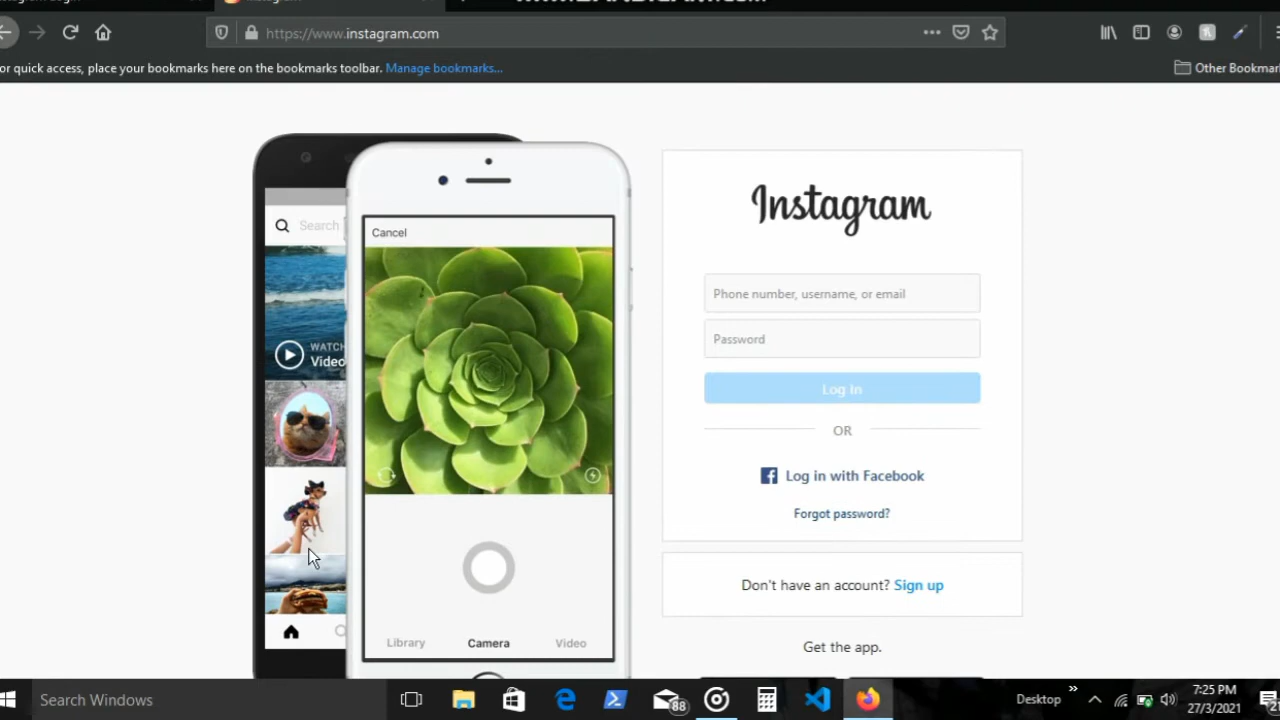 https://www.instagram.com
or quick access, place your bookmarks here on the bookmarks toolbar. Manage bookmarks...
Other Bookmar
Search
Cancel
WATCH
Video
Library
Camera
Video
Instagram
Phone number, username, or email
Password
Log In
OR
Log in with Facebook
Forgot password?
Don't have an account? Sign up
Get the app.
Search Windows
88
Desktop
7:25 PM
27/3/2021